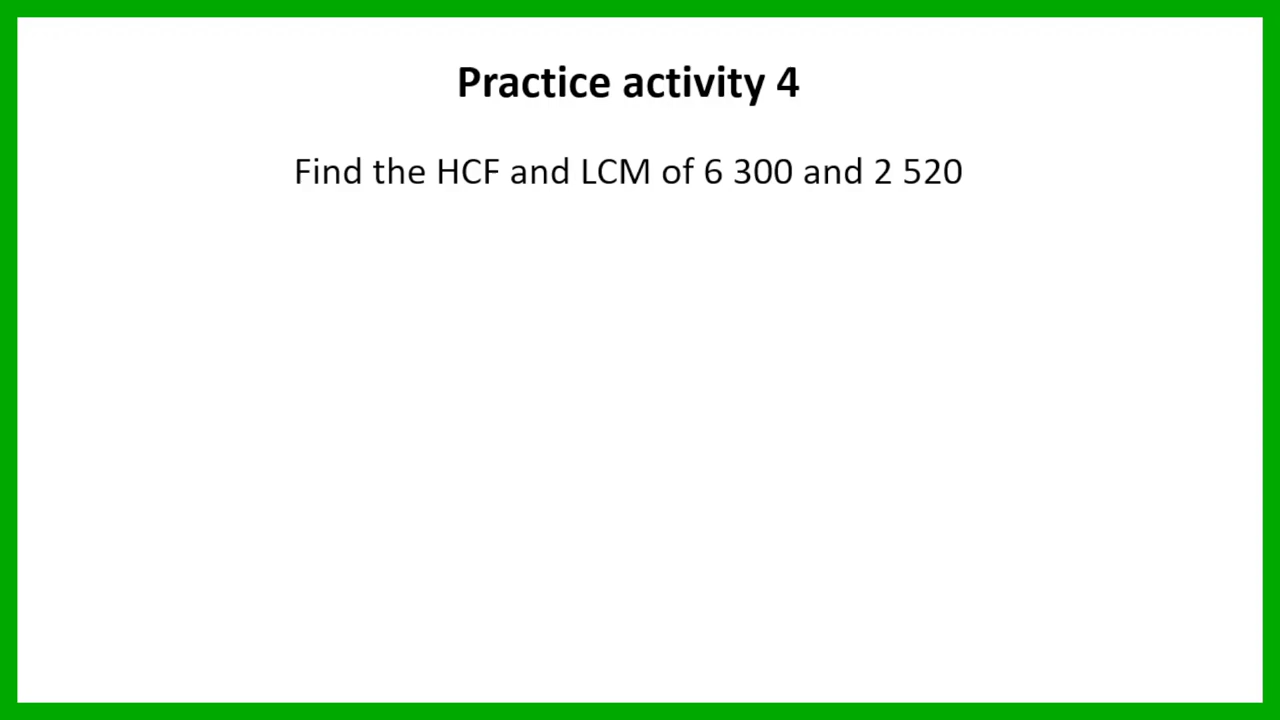 Practice activity 4
Find the HCF and LCM of 6 300 and 2 520